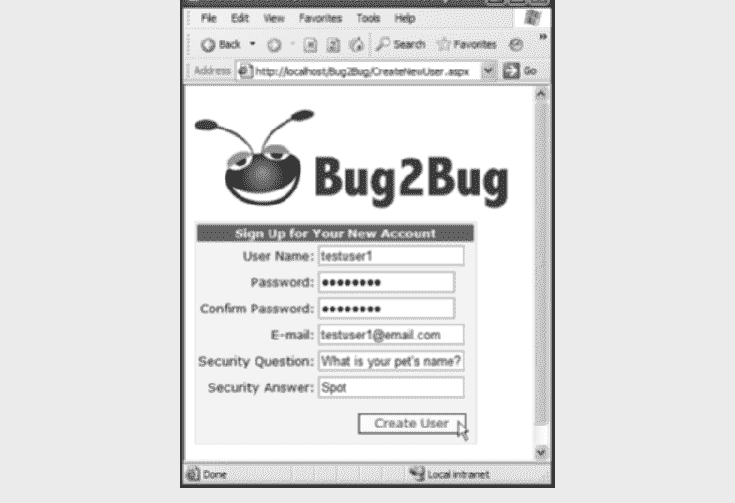 File Edit View Favorites Tools Help
Back Search Favorites »
Address http://localhost/Bug2Bug/CreateNewUser.aspx Go
Bug2Bug
Sign Up for Your New Account
User Name: testuser1
Password: ●●●●●●●●
Confirm Password: ●●●●●●●●
E-mail: testuser1@email.com
Security Question: What is your pet's name?
Security Answer: Spot
Create User
Done Local intranet